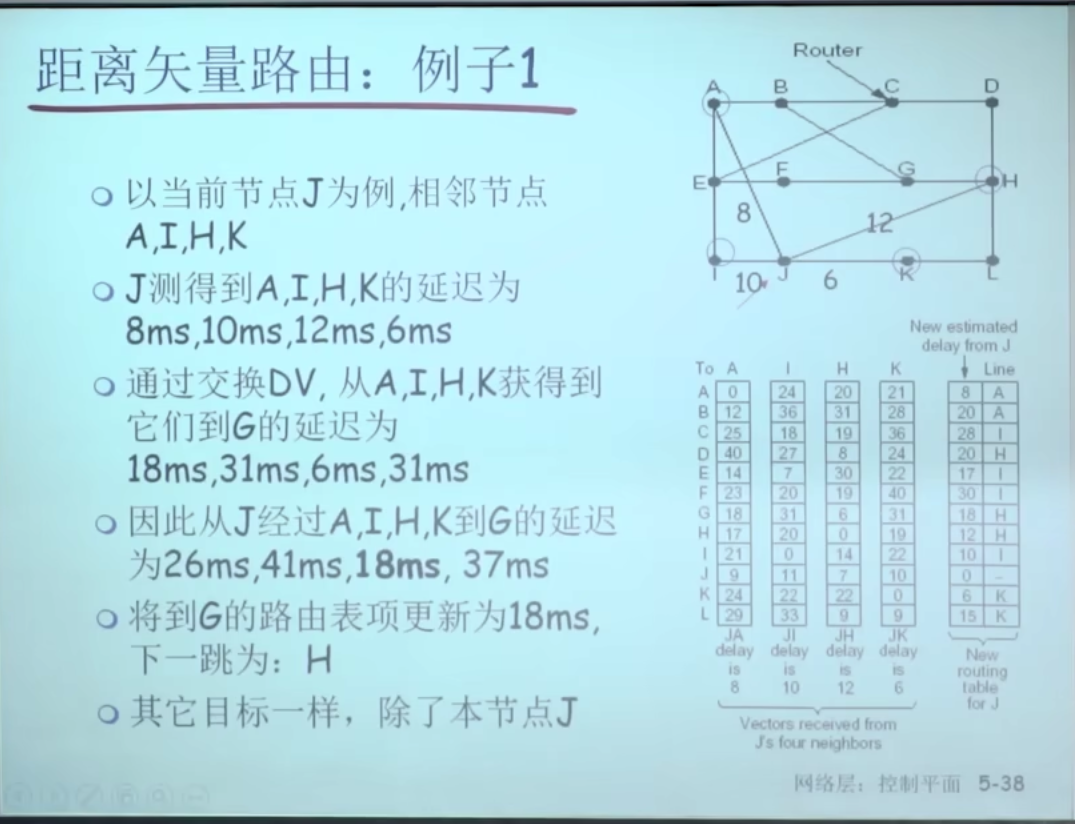 距离矢量路由：例子1
以当前节点J为例,相邻节点
A,I,H,K
J测得到A,I,H,K的延迟为
8ms,10ms,12ms,6ms
通过交换DV, 从A,I,H,K获得到
它们到G的延迟为
18ms,31ms,6ms,31ms
因此从J经过A,I,H,K到G的延迟
为26ms,41ms,18ms, 37ms
将到G的路由表项更新为18ms,
下一跳为：H
其它目标一样，除了本节点J
Router
A B C D
E F G H
8
12
I J K L
10 6
New estimated
delay from J
To A I H K Line
A 0 24 20 21 8 A
B 12 36 31 28 20 A
C 25 18 19 36 28 I
D 40 27 8 24 20 H
E 14 7 30 22 17 I
F 23 20 19 40 30 I
G 18 31 6 31 18 H
H 17 20 0 19 12 H
I 21 0 14 22 10 I
J 9 11 7 10 0 -
K 24 22 22 0 6 K
L 29 33 9 9 15 K
JA JI JH JK
delay delay delay delay
is is is is
8 10 12 6
New
routing
table
for J
Vectors received from
J's four neighbors
网络层：控制平面 5-38